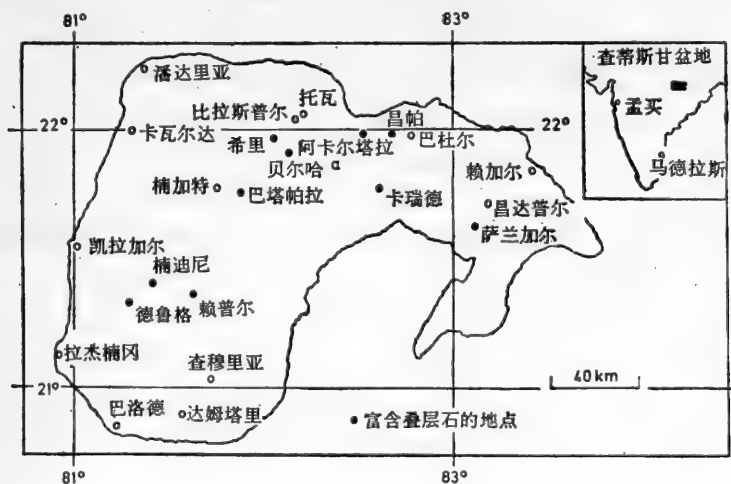 81°
83°
查蒂斯甘盆地
孟买
马德拉斯
潘达里亚
托瓦
比拉斯普尔
昌帕
22°
卡瓦尔达
希里
阿卡尔塔拉
巴杜尔
22°
贝尔哈
赖加尔
楠加特
巴塔帕拉
卡瑞德
昌达普尔
萨兰加尔
凯拉加尔
楠迪尼
德鲁格
赖普尔
拉杰楠冈
查穆里亚
40 km
21°
21°
巴洛德
达姆塔里
富含叠层石的地点
81°
83°